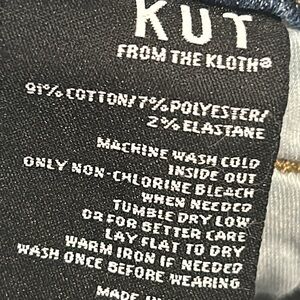 KUT
FROM THE KLOTH®
91% COTTON/7% POLYESTER/
2% ELASTANE
MACHINE WASH COLD
INSIDE OUT
ONLY NON-CHLORINE BLEACH
WHEN NEEDED
TUMBLE DRY LOW
OR FOR BETTER CARE
LAY FLAT TO DRY
WARM IRON IF NEEDED
WASH ONCE BEFORE WEARING
MADE